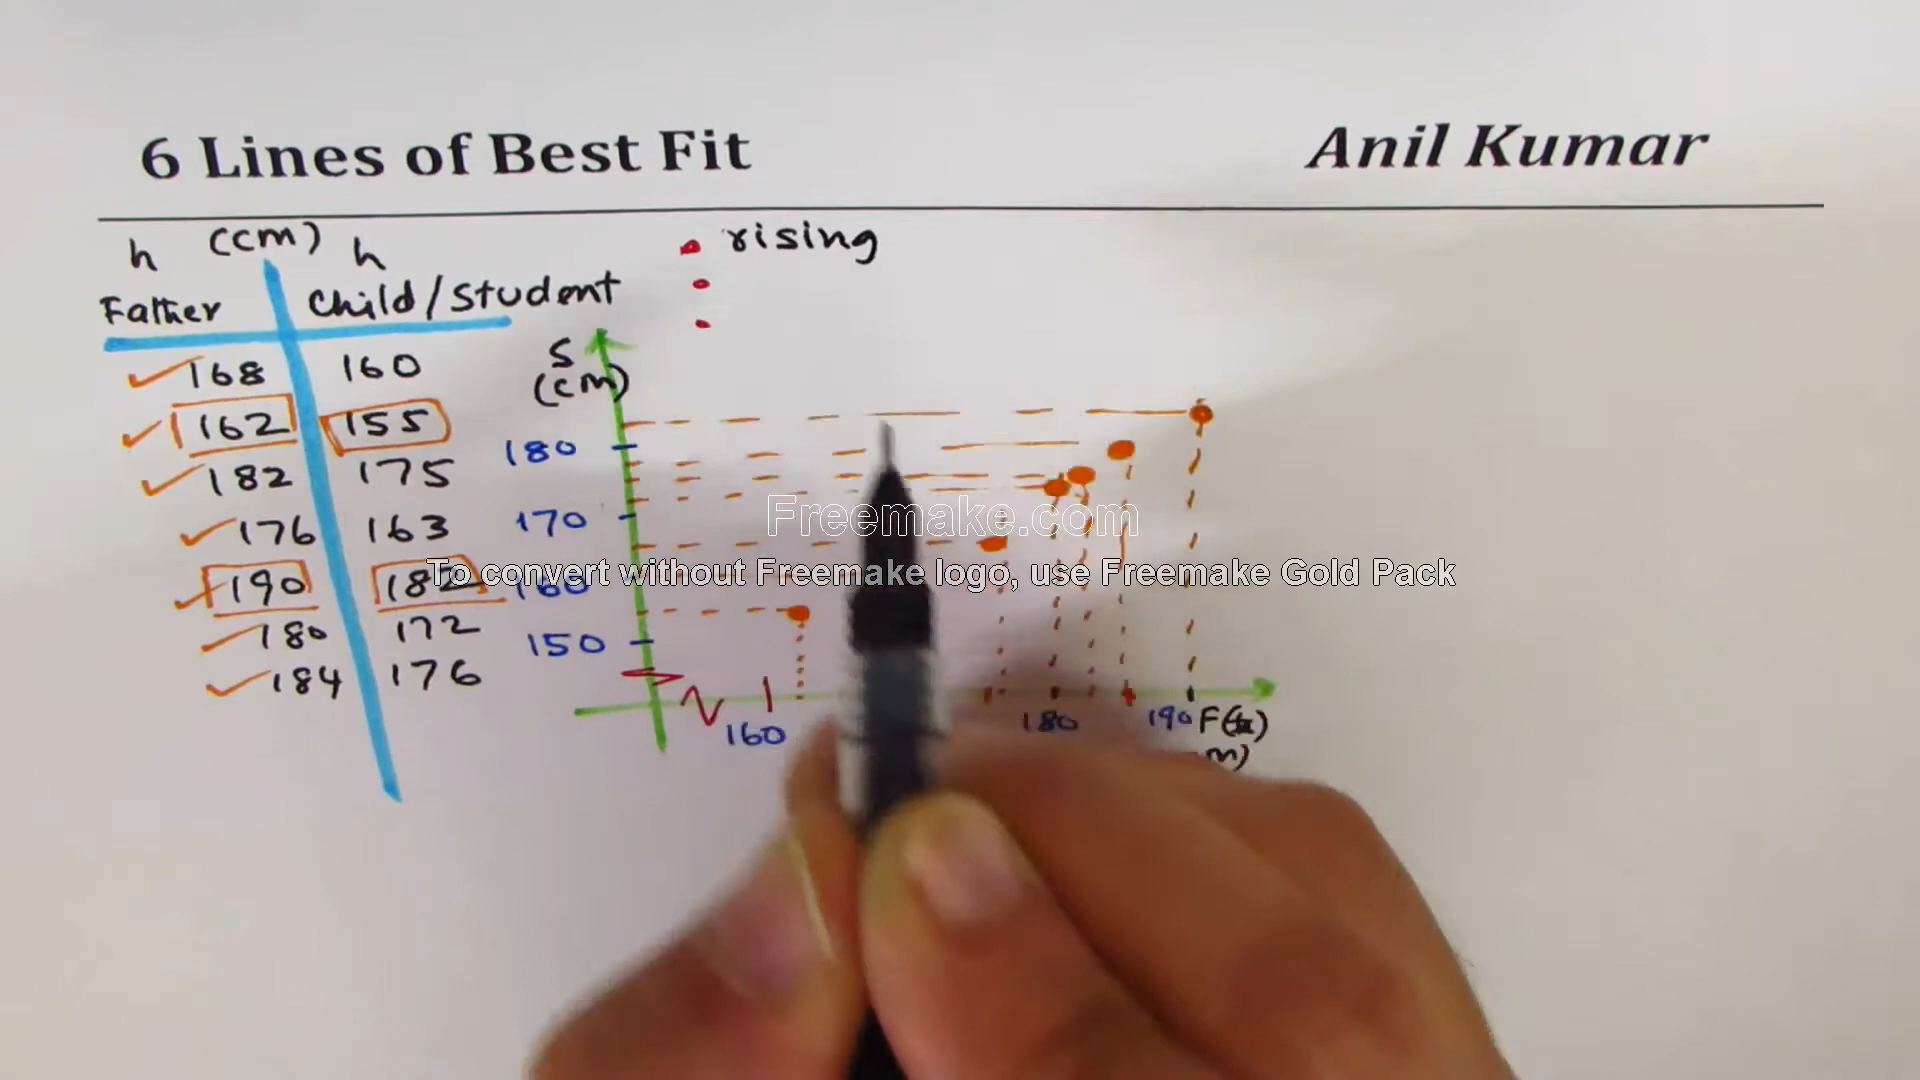 6 Lines of Best Fit
Anil Kumar
h (cm) h
Father Child/Student
168 160
162 155
182 175
176 163
190 182
180 172
184 176
• rising
•
•
S
(cm)
180
170
160
150
160 180 190 F
m)
Freemake.com
To convert without Freemake logo, use Freemake Gold Pack